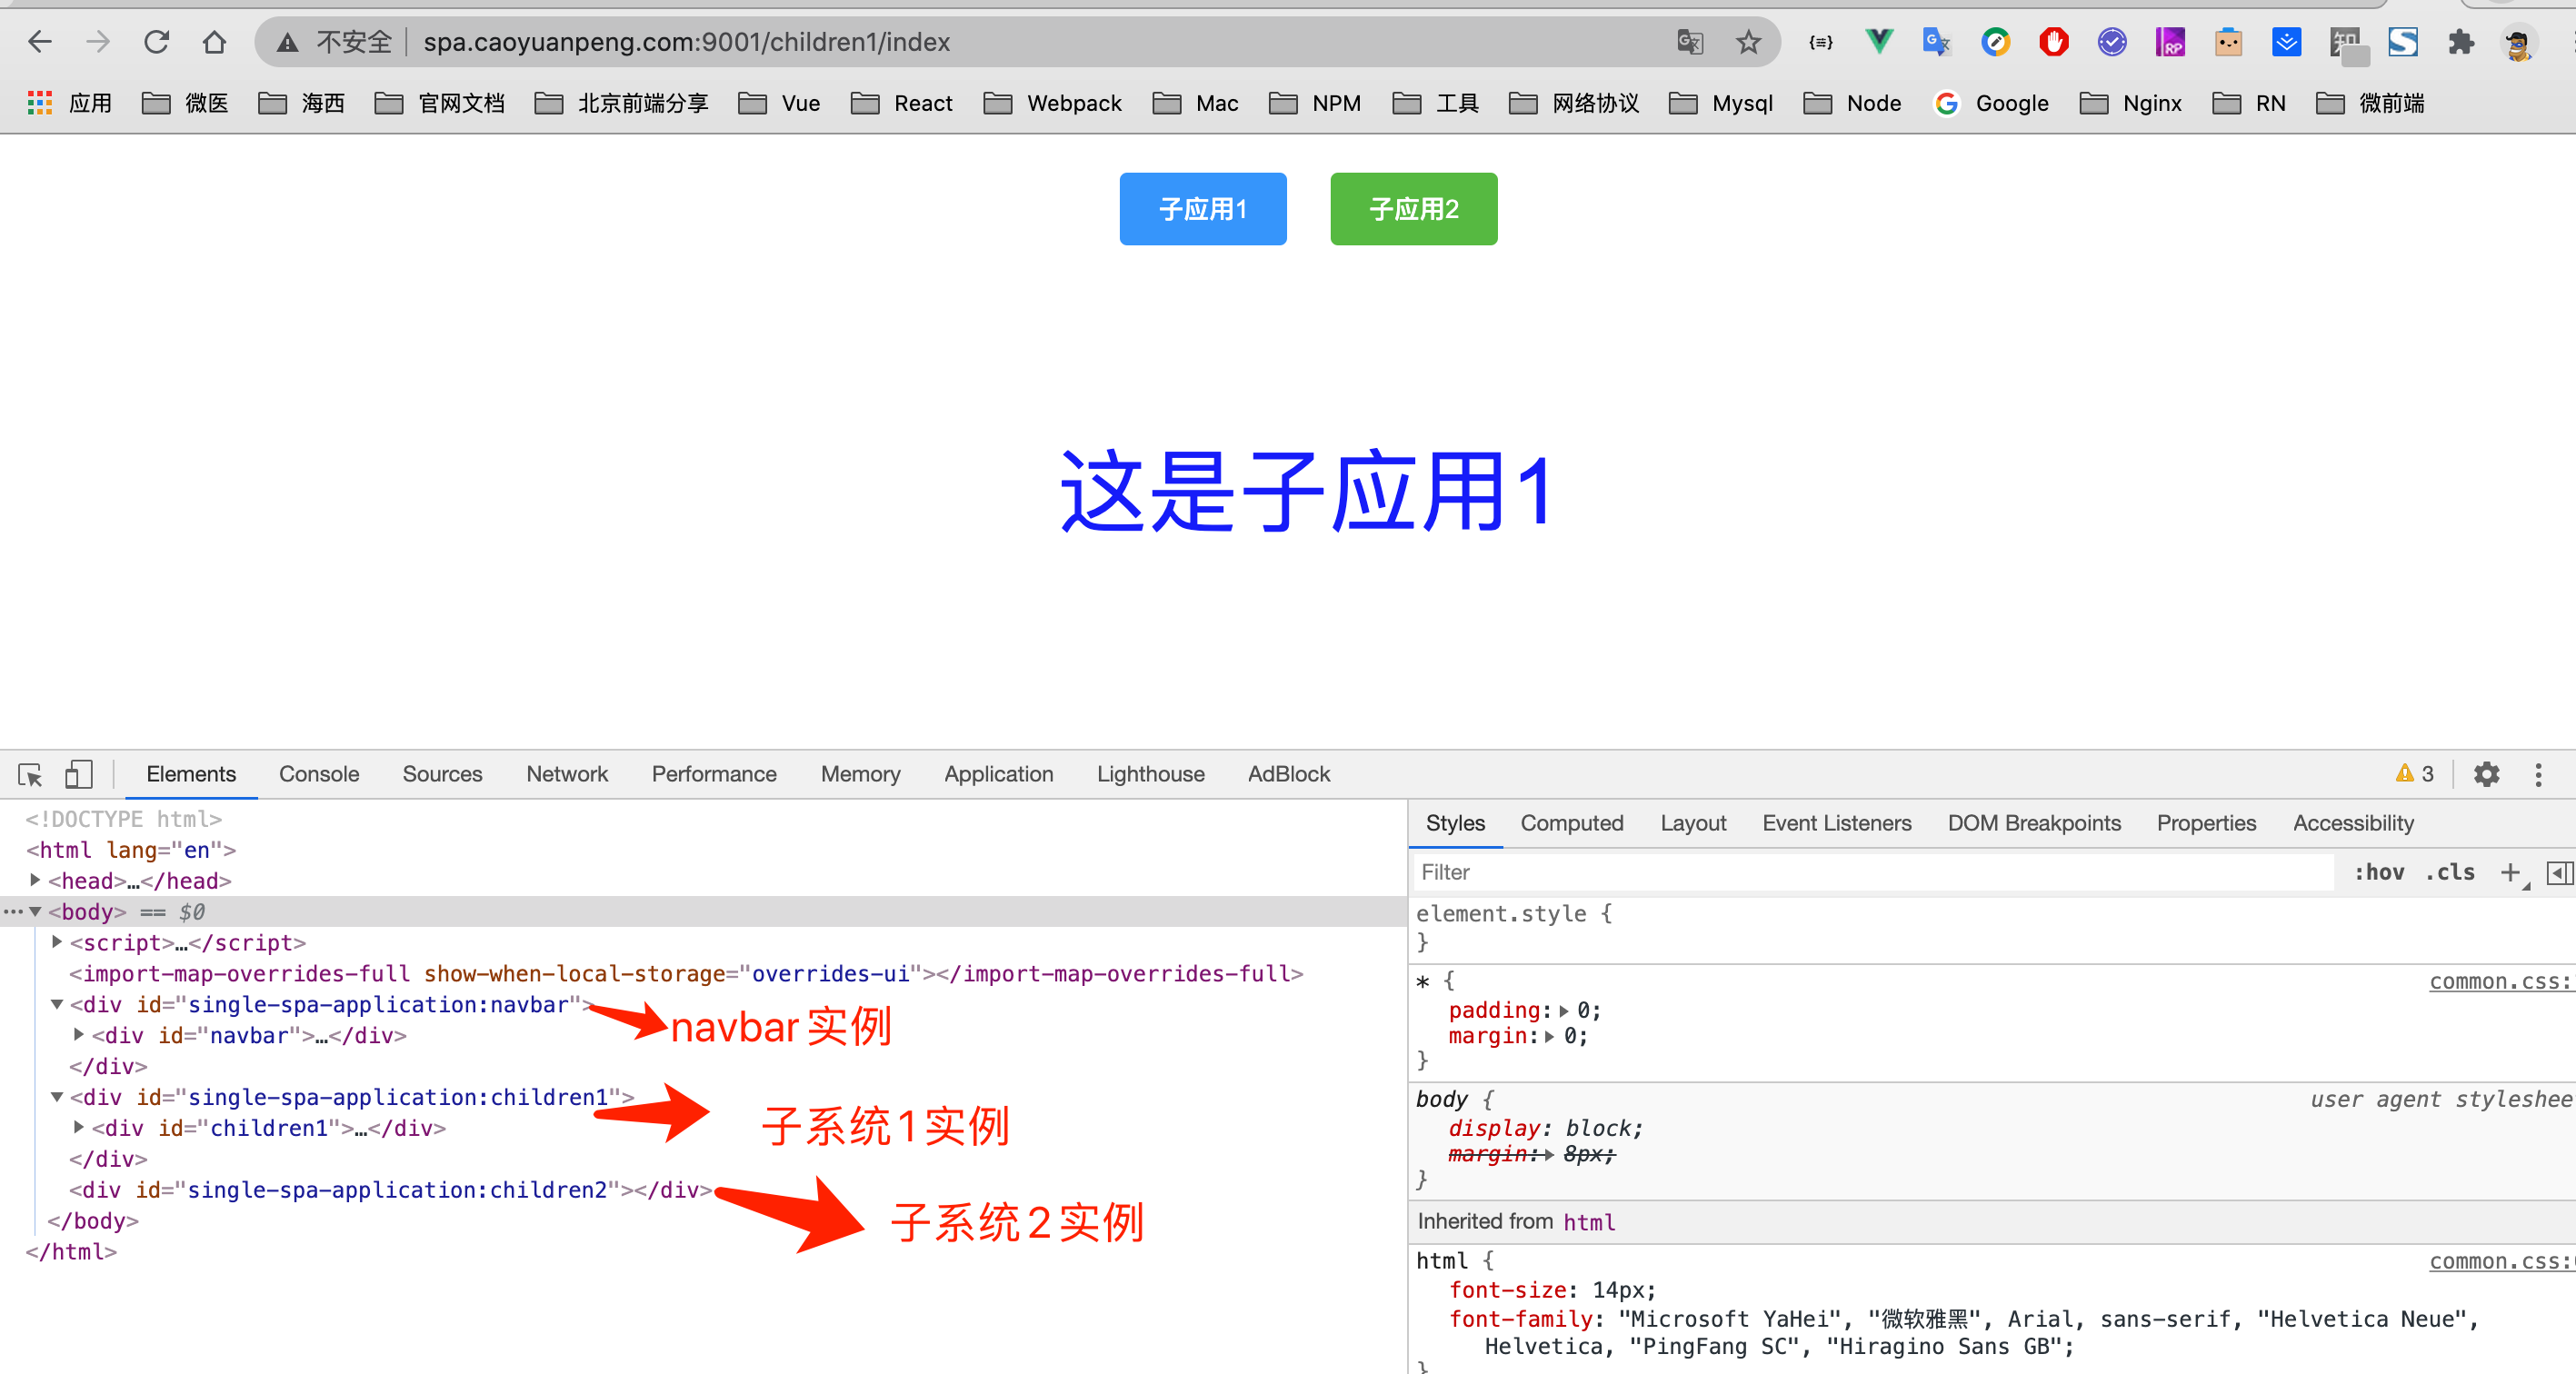 不安全 spa.caoyuanpeng.com:9001/children1/index
应用 微医 海西 官网文档 北京前端分享 Vue React Webpack Mac NPM 工具 网络协议 Mysql Node Google Nginx RN 微前端
子应用1 子应用2
这是子应用1
Elements Console Sources Network Performance Memory Application Lighthouse AdBlock 3
<!DOCTYPE html>
<html lang="en">
<head>…</head>
<body> == $0
<script>…</script>
<import-map-overrides-full show-when-local-storage="overrides-ui"></import-map-overrides-full>
<div id="single-spa-application:navbar">
navbar实例
<div id="navbar">…</div>
</div>
<div id="single-spa-application:children1">
子系统1实例
<div id="children1">…</div>
</div>
<div id="single-spa-application:children2"></div>
子系统2实例
</body>
</html>
Styles Computed Layout Event Listeners DOM Breakpoints Properties Accessibility
Filter :hov .cls +
element.style {
}
* { common.css:
padding: 0;
margin: 0;
}
body { user agent styleshee
display: block;
margin: 8px;
}
Inherited from html
html { common.css:
font-size: 14px;
font-family: "Microsoft YaHei", "微软雅黑", Arial, sans-serif, "Helvetica Neue",
Helvetica, "PingFang SC", "Hiragino Sans GB";
}